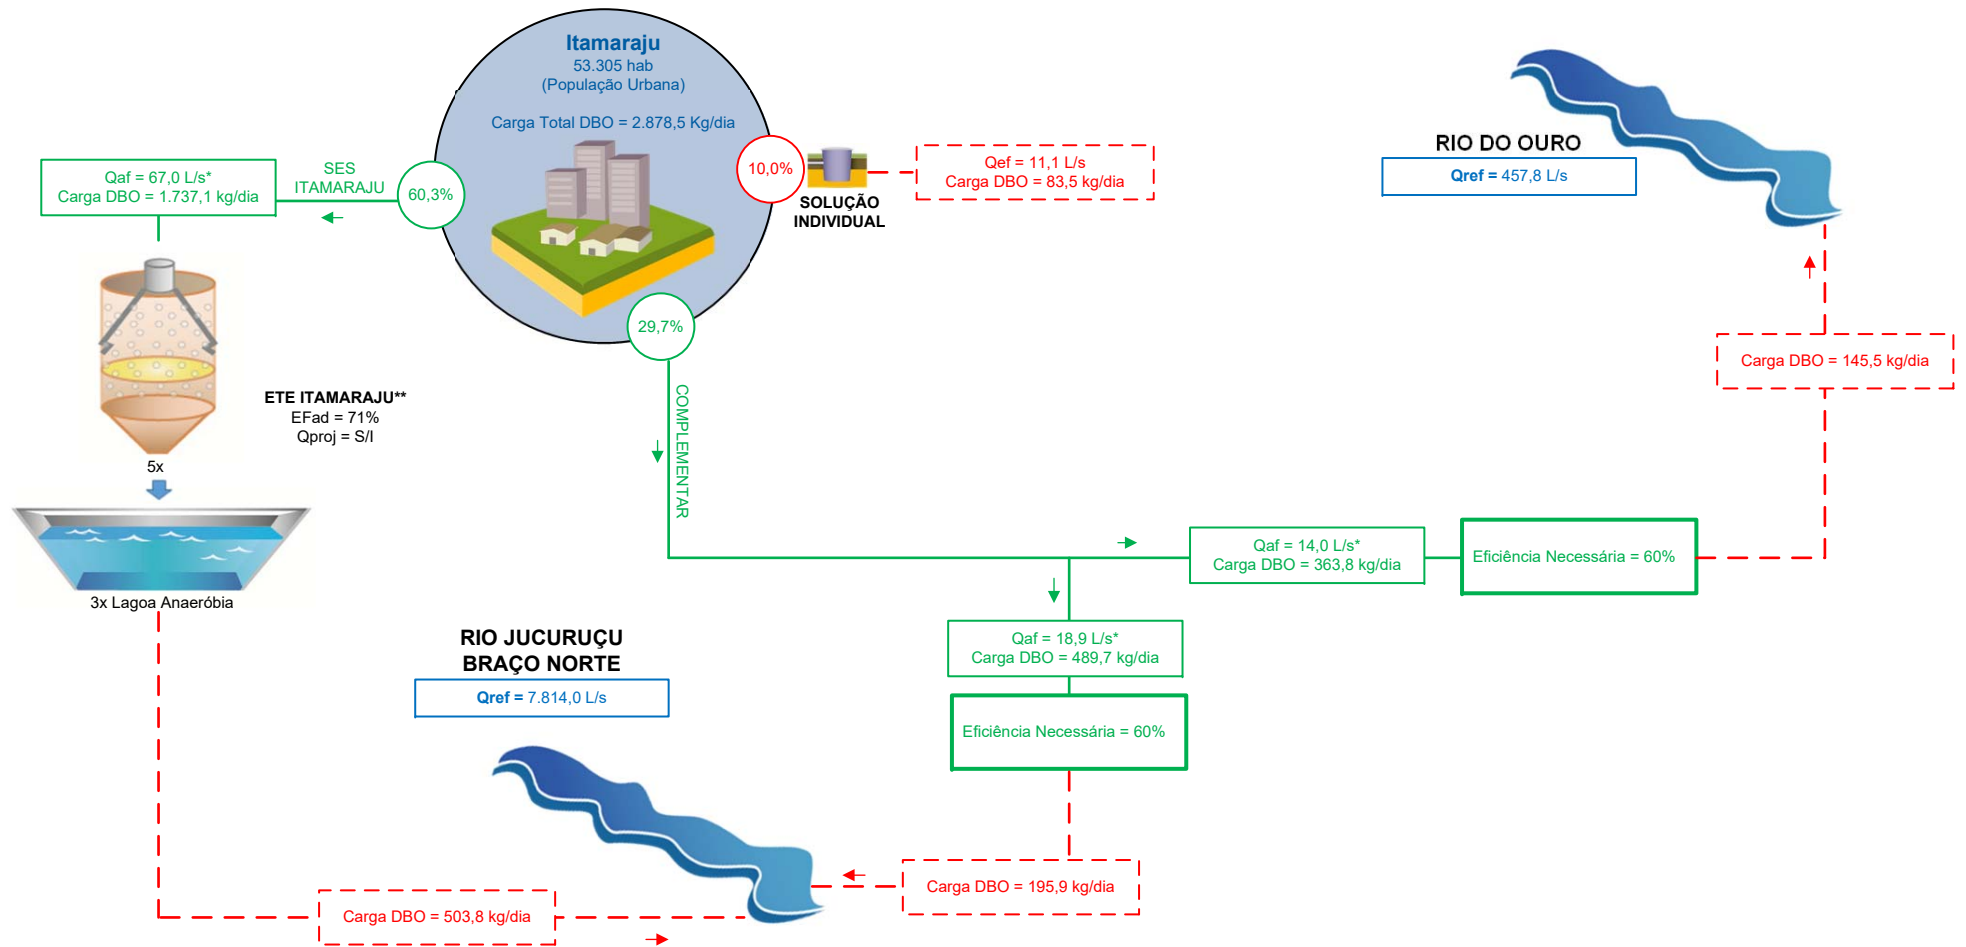 Itamaraju
53.305 hab
(População Urbana)
Carga Total DBO = 2.878,5 Kg/dia
60,3%
10,0%
29,7%
SES
ITAMARAJU
Qaf = 67,0 L/s*
Carga DBO = 1.737,1 kg/dia
SOLUÇÃO
INDIVIDUAL
Qef = 11,1 L/s
Carga DBO = 83,5 kg/dia
RIO DO OURO
Qref = 457,8 L/s
Carga DBO = 145,5 kg/dia
ETE ITAMARAJU**
EFad = 71%
Qproj = S/I
5x
3x Lagoa Anaeróbia
COMPLEMENTAR
Qaf = 14,0 L/s*
Carga DBO = 363,8 kg/dia
Eficiência Necessária = 60%
Qaf = 18,9 L/s*
Carga DBO = 489,7 kg/dia
Eficiência Necessária = 60%
RIO JUCURUÇU
BRAÇO NORTE
Qref = 7.814,0 L/s
Carga DBO = 195,9 kg/dia
Carga DBO = 503,8 kg/dia